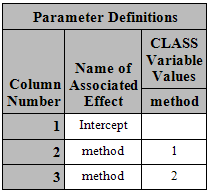 Parameter Definitions
Column Number
Name of Associated Effect
CLASS Variable Values
method
1 Intercept
2 method 1
3 method 2